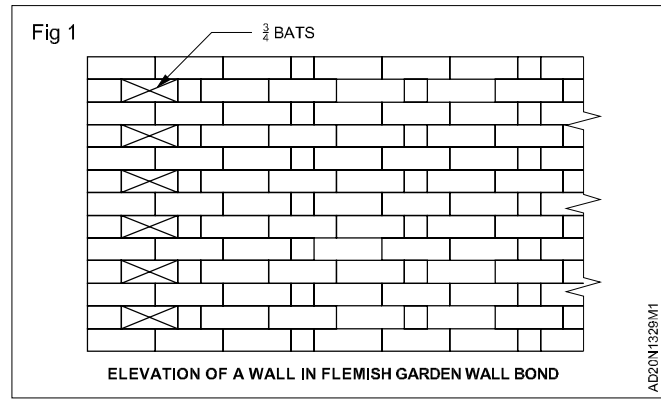 Fig 1
¾ BATS
ELEVATION OF A WALL IN FLEMISH GARDEN WALL BOND
AD20N1329M1